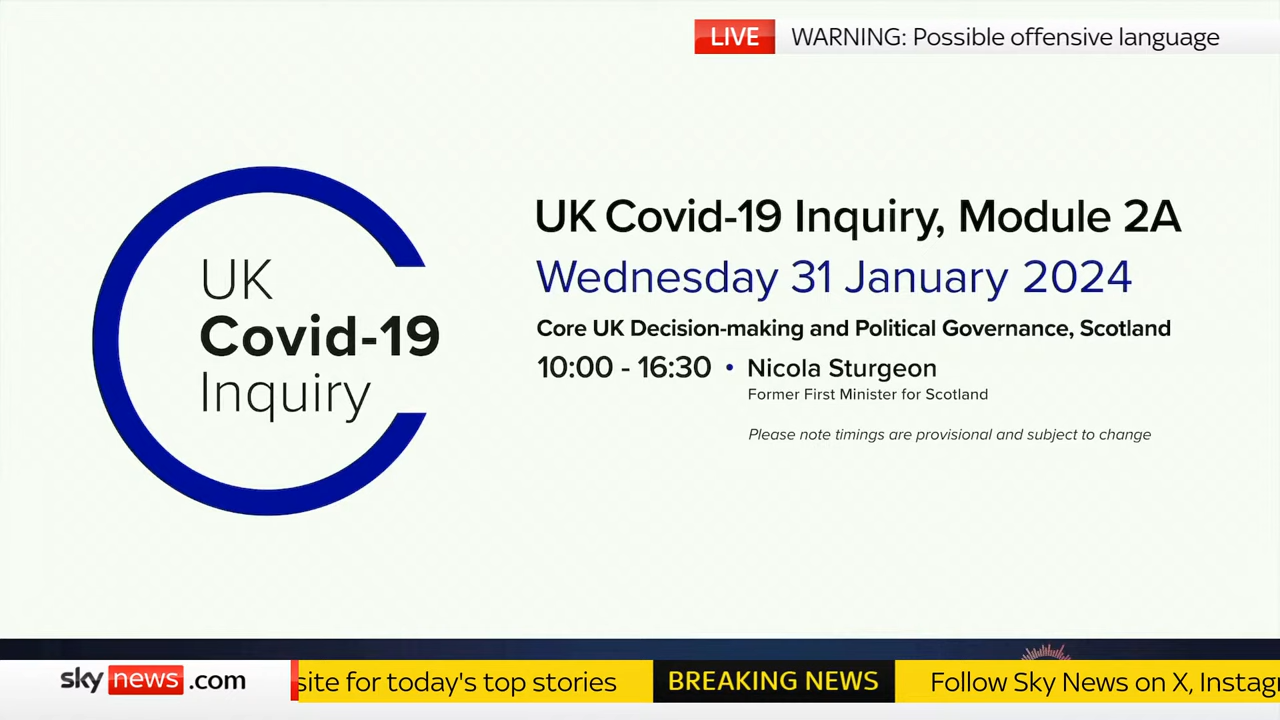 LIVE WARNING: Possible offensive language
UK
Covid-19
Inquiry
UK Covid-19 Inquiry, Module 2A
Wednesday 31 January 2024
Core UK Decision-making and Political Governance, Scotland
10:00 - 16:30 • Nicola Sturgeon
Former First Minister for Scotland
Please note timings are provisional and subject to change
sky news.com site for today's top stories BREAKING NEWS Follow Sky News on X, Instag